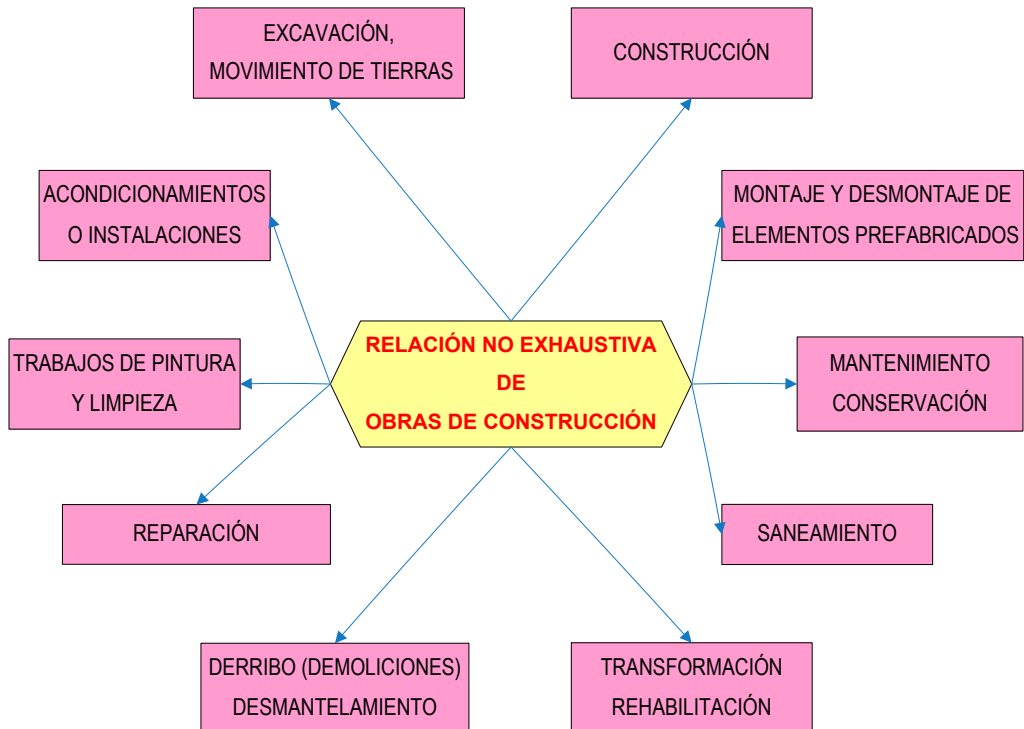 EXCAVACIÓN,
MOVIMIENTO DE TIERRAS
CONSTRUCCIÓN
ACONDICIONAMIENTOS
O INSTALACIONES
MONTAJE Y DESMONTAJE DE
ELEMENTOS PREFABRICADOS
RELACIÓN NO EXHAUSTIVA
DE
OBRAS DE CONSTRUCCIÓN
TRABAJOS DE PINTURA
Y LIMPIEZA
MANTENIMIENTO
CONSERVACIÓN
REPARACIÓN
SANEAMIENTO
DERRIBO (DEMOLICIONES)
DESMANTELAMIENTO
TRANSFORMACIÓN
REHABILITACIÓN